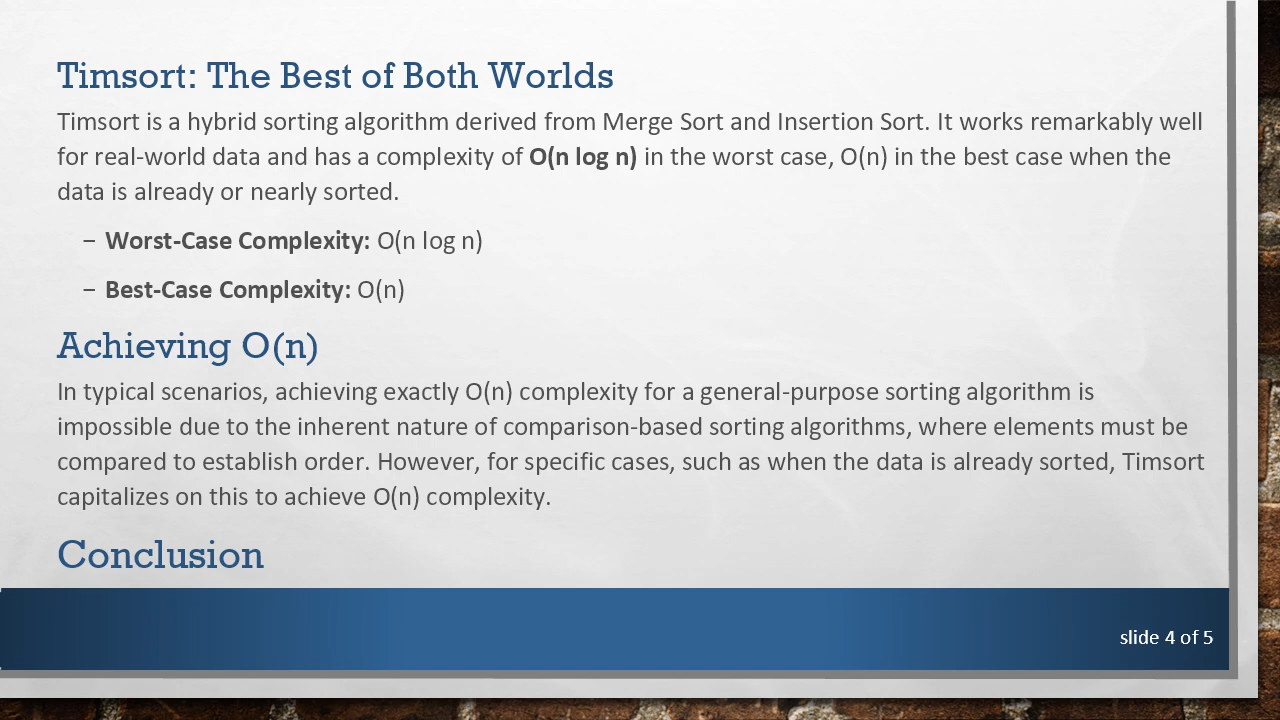 Timsort: The Best of Both Worlds
Timsort is a hybrid sorting algorithm derived from Merge Sort and Insertion Sort. It works remarkably well
for real-world data and has a complexity of O(n log n) in the worst case, O(n) in the best case when the
data is already or nearly sorted.
– Worst-Case Complexity: O(n log n)
– Best-Case Complexity: O(n)
Achieving O(n)
In typical scenarios, achieving exactly O(n) complexity for a general-purpose sorting algorithm is
impossible due to the inherent nature of comparison-based sorting algorithms, where elements must be
compared to establish order. However, for specific cases, such as when the data is already sorted, Timsort
capitalizes on this to achieve O(n) complexity.
Conclusion
slide 4 of 5